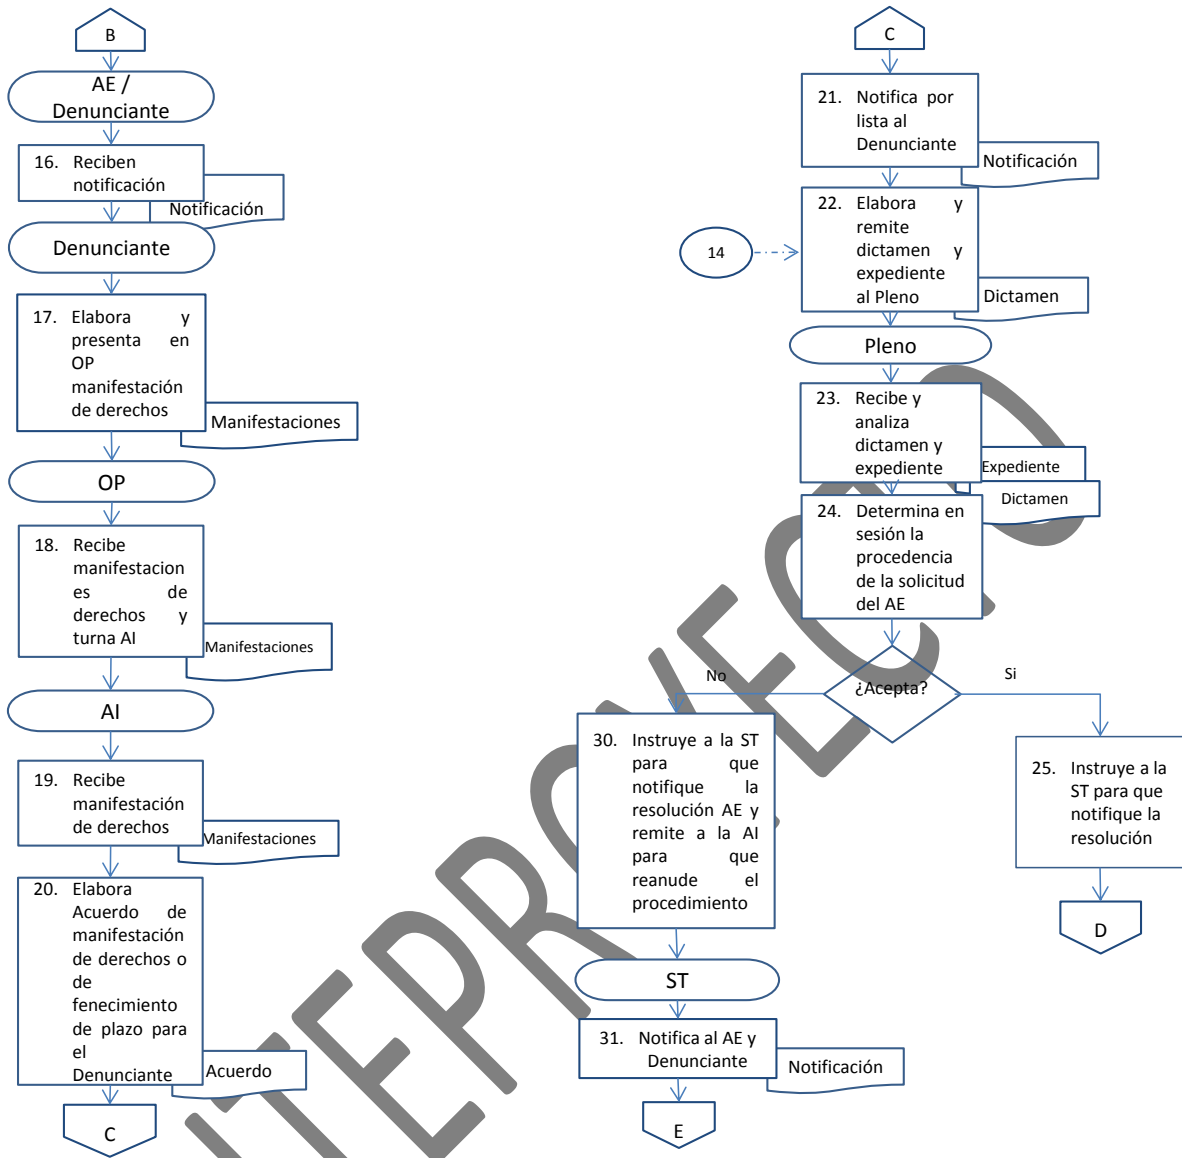 B
AE /
Denunciante
16. Reciben
notificación
Notificación
Denunciante
17. Elabora y
presenta en
OP
manifestación
de derechos
Manifestaciones
OP
18. Recibe
manifestacion
es de
derechos y
turna AI
Manifestaciones
AI
19. Recibe
manifestación
de derechos
Manifestaciones
20. Elabora
Acuerdo de
manifestación
de derechos o
de
fenecimiento
de plazo para
el
Denunciante
Acuerdo
C
C
21. Notifica por
lista al
Denunciante
Notificación
22. Elabora y
remite
dictamen y
expediente
al Pleno
14
Dictamen
Pleno
23. Recibe y
analiza
dictamen y
expediente
Expediente
Dictamen
24. Determina en
sesión la
procedencia
de la solicitud
del AE
¿Acepta?
No
Si
30. Instruye a la ST
para que
notifique la
resolución AE y
remite a la AI
para que
reanude el
procedimiento
25. Instruye a la
ST para que
notifique la
resolución
D
ST
31. Notifica al AE y
Denunciante
Notificación
E
NTEPROYECTO